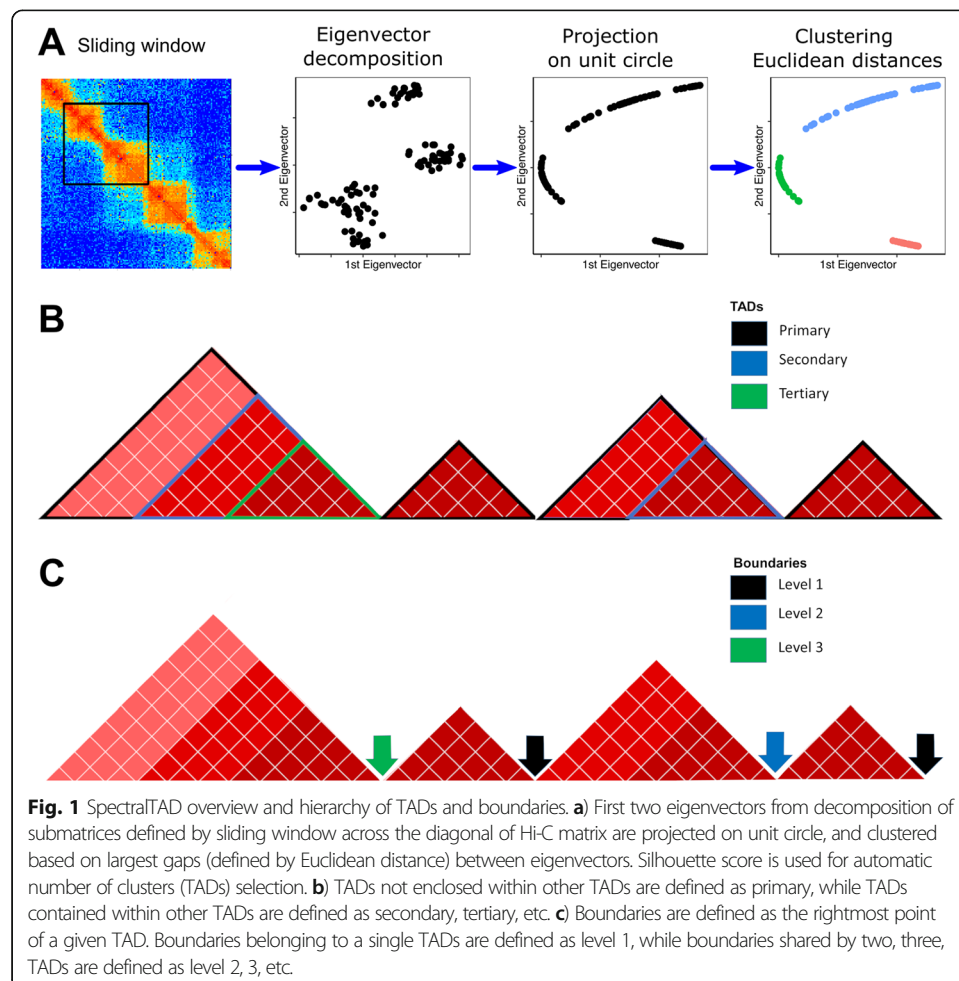 A
Sliding window
Eigenvector
decomposition
Projection
on unit circle
Clustering
Euclidean distances
2nd Eigenvector
1st Eigenvector
2nd Eigenvector
1st Eigenvector
2nd Eigenvector
1st Eigenvector
B
TADs
Primary
Secondary
Tertiary
C
Boundaries
Level 1
Level 2
Level 3
Fig. 1 SpectralTAD overview and hierarchy of TADs and boundaries. a) First two eigenvectors from decomposition of
submatrices defined by sliding window across the diagonal of Hi-C matrix are projected on unit circle, and clustered
based on largest gaps (defined by Euclidean distance) between eigenvectors. Silhouette score is used for automatic
number of clusters (TADs) selection. b) TADs not enclosed within other TADs are defined as primary, while TADs
contained within other TADs are defined as secondary, tertiary, etc. c) Boundaries are defined as the rightmost point
of a given TAD. Boundaries belonging to a single TADs are defined as level 1, while boundaries shared by two, three,
TADs are defined as level 2, 3, etc.